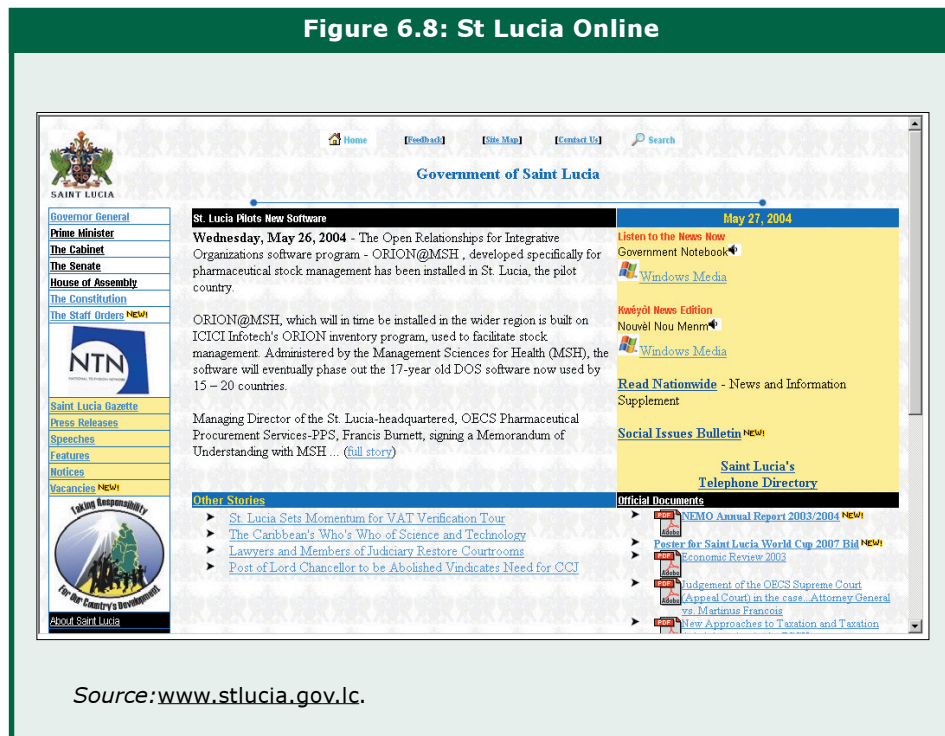 Figure 6.8: St Lucia Online
Home [Feedback] [Site Map] [Contact Us] Search
SAINT LUCIA
Government of Saint Lucia
Governor General
Prime Minister
The Cabinet
The Senate
House of Assembly
The Constitution
The Staff Orders NEW!
NTN
NATIONAL TELEVISION NETWORK
Saint Lucia Gazette
Press Releases
Speeches
Features
Notices
Vacancies NEW!
Taking Responsibility
For Our Country's Development
About Saint Lucia
St. Lucia Pilots New Software
Wednesday, May 26, 2004 - The Open Relationships for Integrative
Organizations software program - ORION@MSH , developed specifically for
pharmaceutical stock management has been installed in St. Lucia, the pilot
country.
ORION@MSH, which will in time be installed in the wider region is built on
ICICI Infotech's ORION inventory program, used to facilitate stock
management. Administered by the Management Sciences for Health (MSH), the
software will eventually phase out the 17-year old DOS software now used by
15 – 20 countries.
Managing Director of the St. Lucia-headquartered, OECS Pharmaceutical
Procurement Services-PPS, Francis Burnett, signing a Memorandum of
Understanding with MSH ... (full story)
Other Stories
St. Lucia Sets Momentum for VAT Verification Tour
The Caribbean's Who's Who of Science and Technology
Lawyers and Members of Judiciary Restore Courtrooms
Post of Lord Chancellor to be Abolished Vindicates Need for CCJ
May 27, 2004
Listen to the News Now
Government Notebook
Windows Media
Kwéyòl News Edition
Nouvèl Nou Menm
Windows Media
Read Nationwide - News and Information
Supplement
Social Issues Bulletin NEW!
Saint Lucia's
Telephone Directory
Official Documents
PDF Adobe NEMO Annual Report 2003/2004 NEW!
Poster for Saint Lucia World Cup 2007 Bid NEW!
PDF Adobe Economic Review 2003
PDF Adobe Judgement of the OECS Supreme Court
(Appeal Court) in the case...Attorney General
vs. Martinus Francois
PDF New Approaches to Taxation and Taxation
Source:www.stlucia.gov.lc.